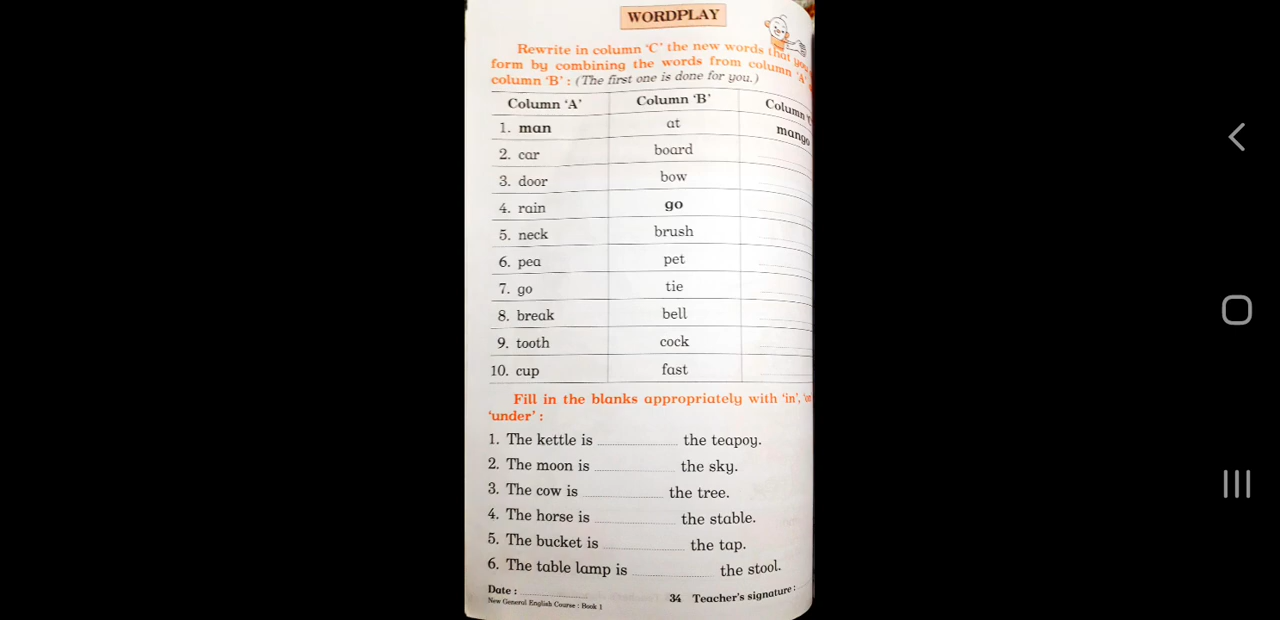 WORDPLAY
Rewrite in column 'C' the new words that you
form by combining the words from column 'A'
column 'B' : (The first one is done for you.)
Column 'A' Column 'B' Column
1. man at mango
2. car board
3. door bow
4. rain go
5. neck brush
6. pea pet
7. go tie
8. break bell
9. tooth cock
10. cup fast
Fill in the blanks appropriately with 'in',
'under' :
1. The kettle is the teapoy.
2. The moon is the sky.
3. The cow is the tree.
4. The horse is the stable.
5. The bucket is the tap.
6. The table lamp is the stool.
Date : 34 Teacher's signature :
New General English Course : Book 1